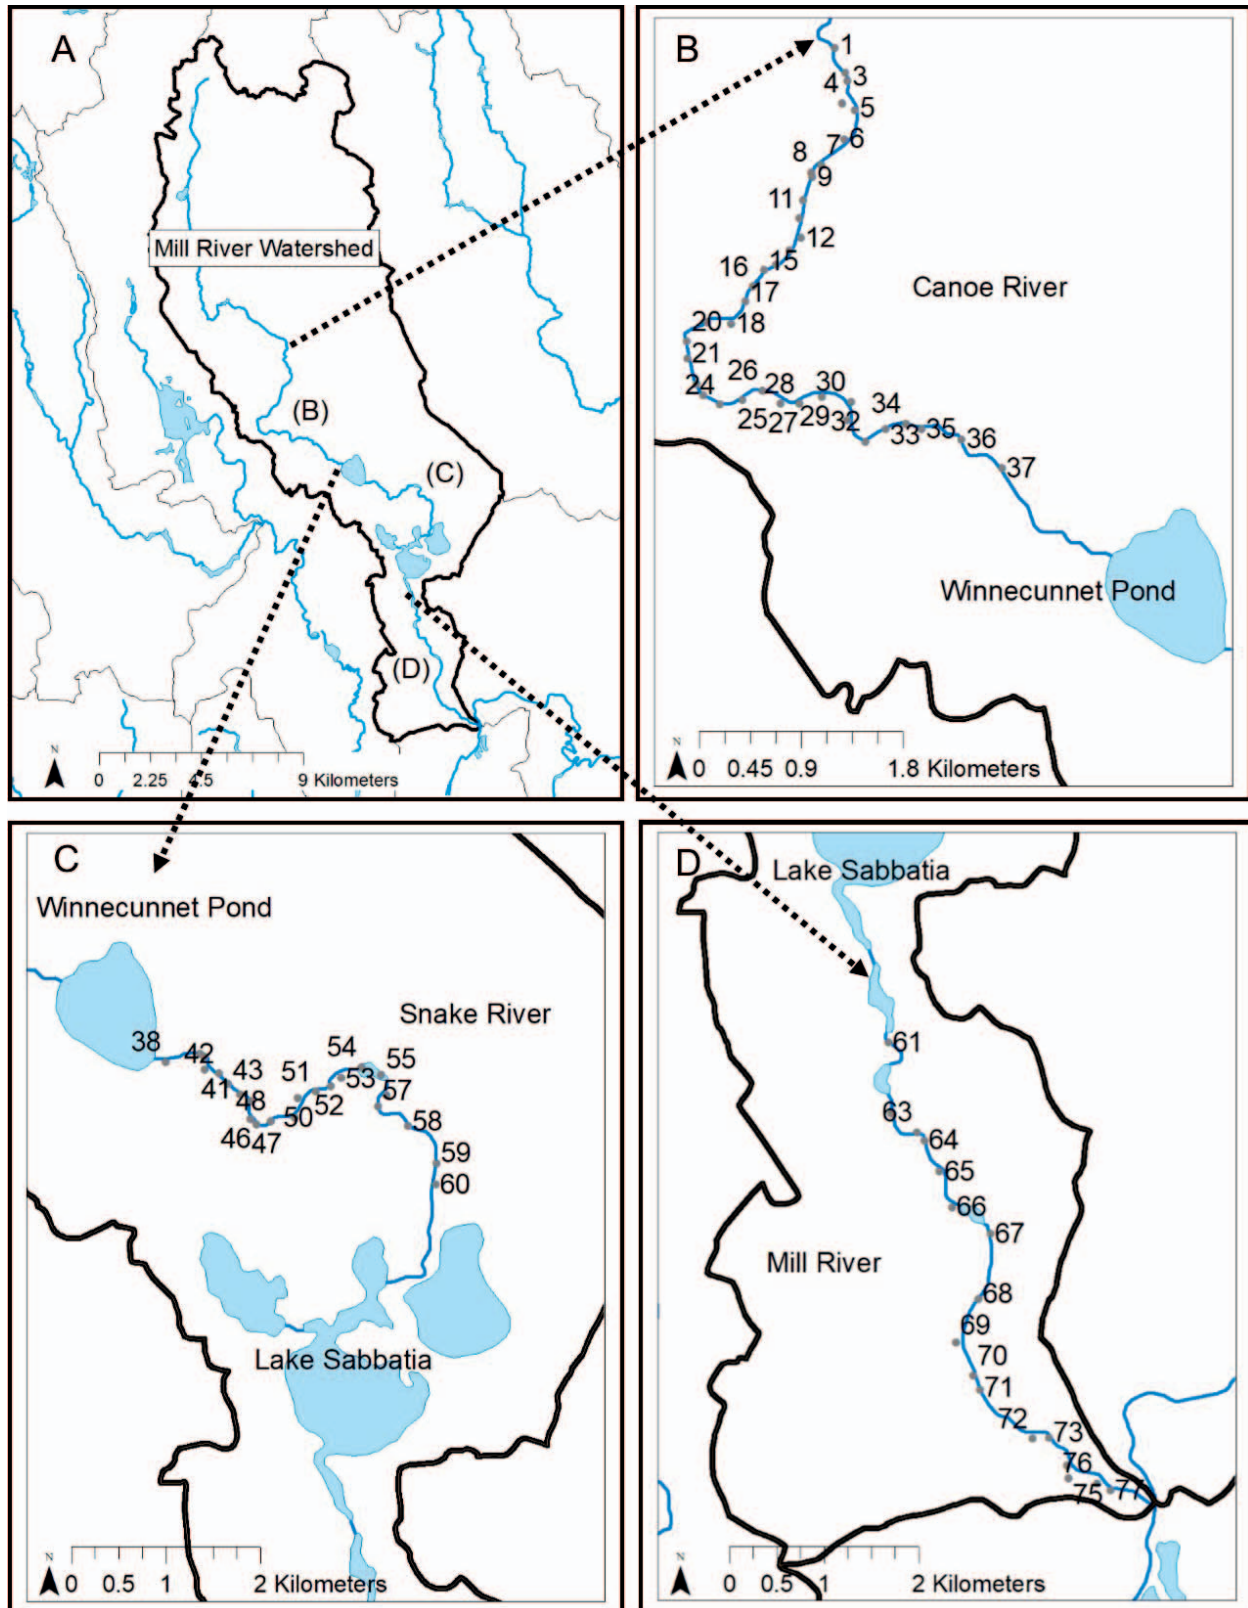 A
Mill River Watershed
(B)
(C)
(D)
N
0 2.25 4.5 9 Kilometers
B
1
3
4
5
6
7
8
9
11
12
15
16
17
18
20
21
24
26
28
30
25
27
29
32
34
33
35
36
37
Canoe River
Winnecunnet Pond
N
0 0.45 0.9 1.8 Kilometers
C
Winnecunnet Pond
Snake River
38
42
41
43
48
46
47
50
51
52
54
53
55
57
58
59
60
Lake Sabbatia
N
0 0.5 1 2 Kilometers
D
Lake Sabbatia
61
63
64
65
66
67
Mill River
68
69
70
71
72
73
76
75
77
N
0 0.5 1 2 Kilometers